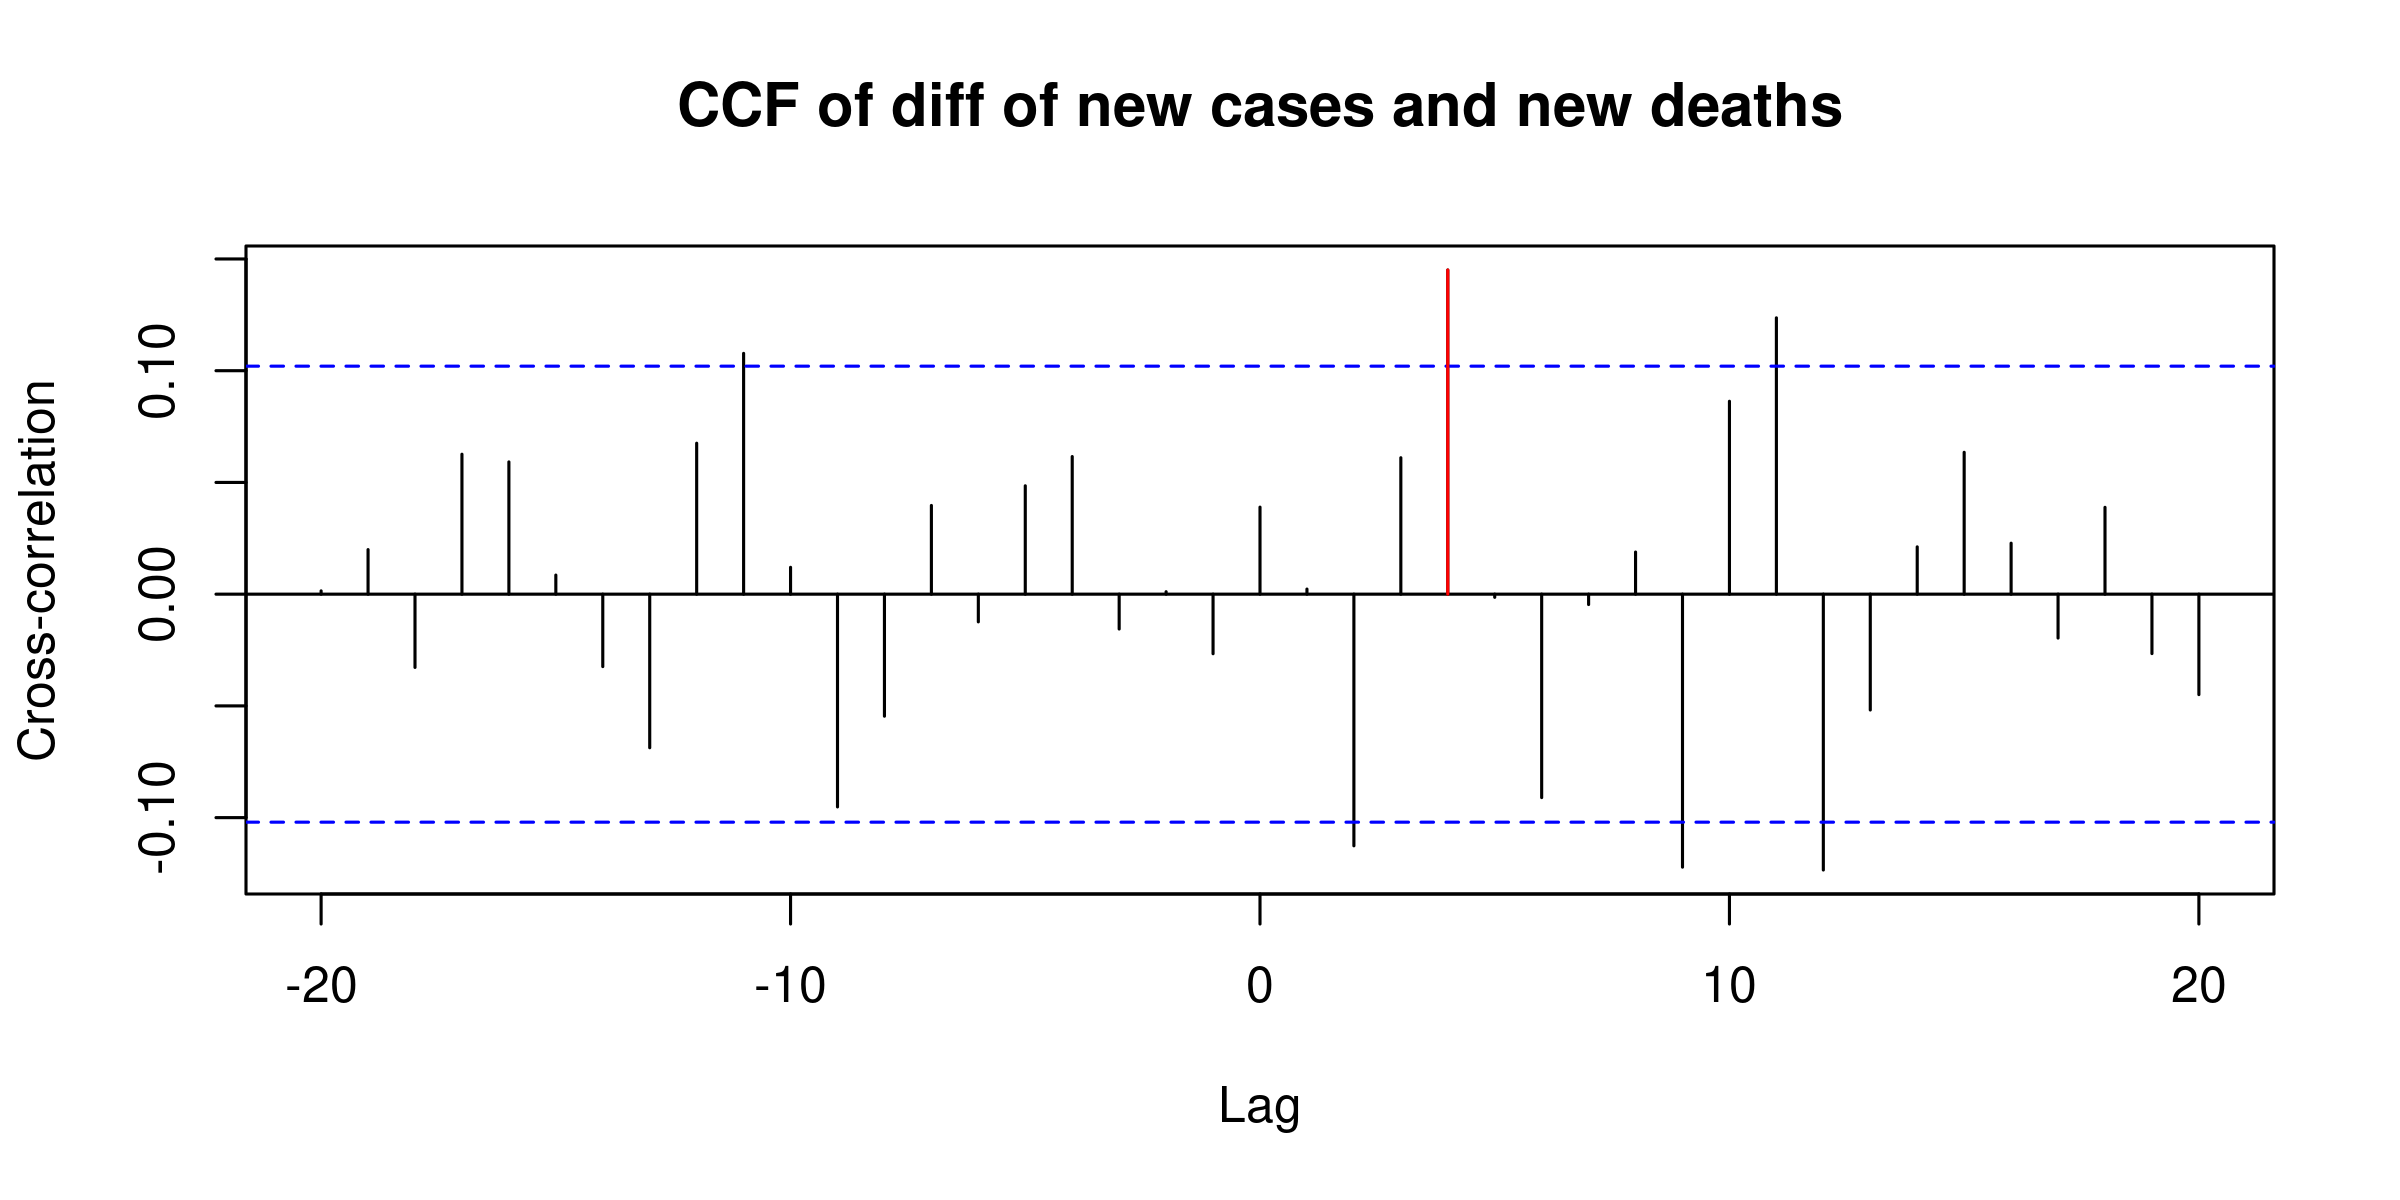 CCF of diff of new cases and new deaths
Cross-correlation
0.10
0.00
-0.10
-20 -10 0 10 20
Lag